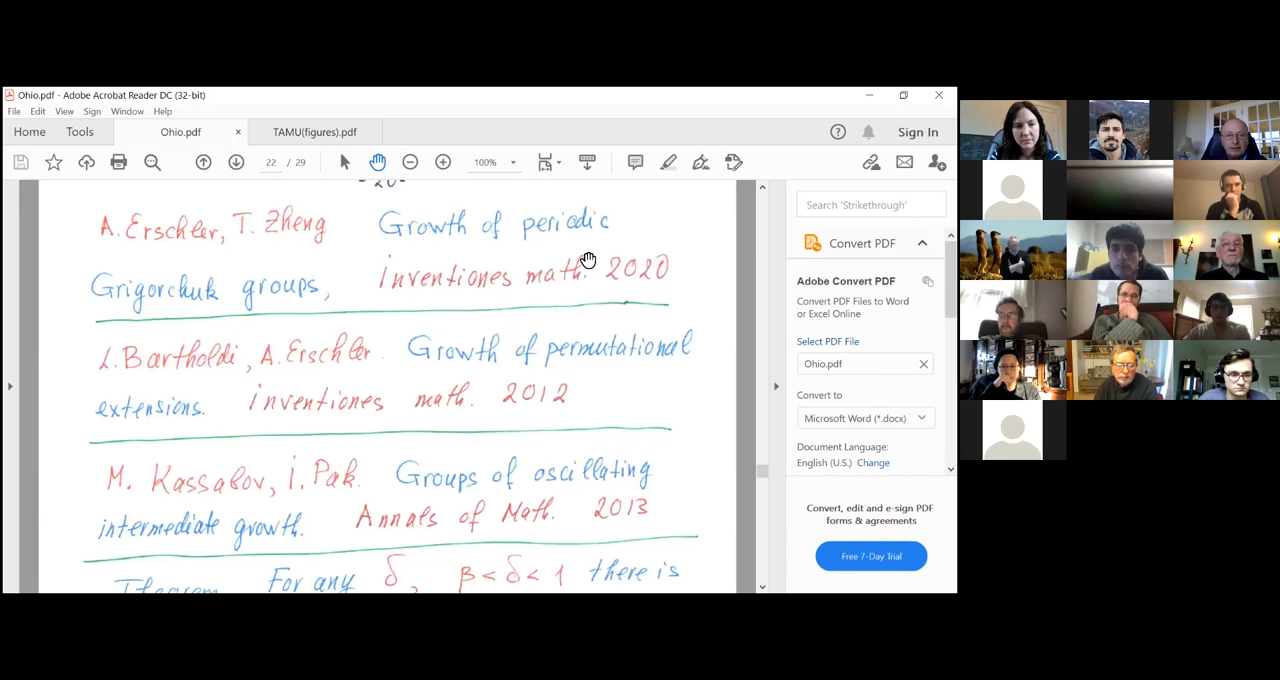 Ohio.pdf - Adobe Acrobat Reader DC (32-bit)
File Edit View Sign Window Help
Home Tools Ohio.pdf × TAMU(figures).pdf Sign In
22 / 29 100%
-20-
A. Erschler, T. Zheng Growth of periodic
Grigorchuk groups, inventiones math. 2020
L. Bartholdi, A. Erschler Growth of permutational
extensions. inventiones math. 2012
M. Kassabov, I. Pak. Groups of oscillating
intermediate growth. Annals of Math. 2013
Theorem For any δ, β < δ < 1 there is
Search 'Strikethrough'
Convert PDF
Adobe Convert PDF
Convert PDF Files to Word
or Excel Online
Select PDF File
Ohio.pdf
Convert to
Microsoft Word (*.docx)
Document Language:
English (U.S.) Change
Convert, edit and e-sign PDF
forms & agreements
Free 7-Day Trial